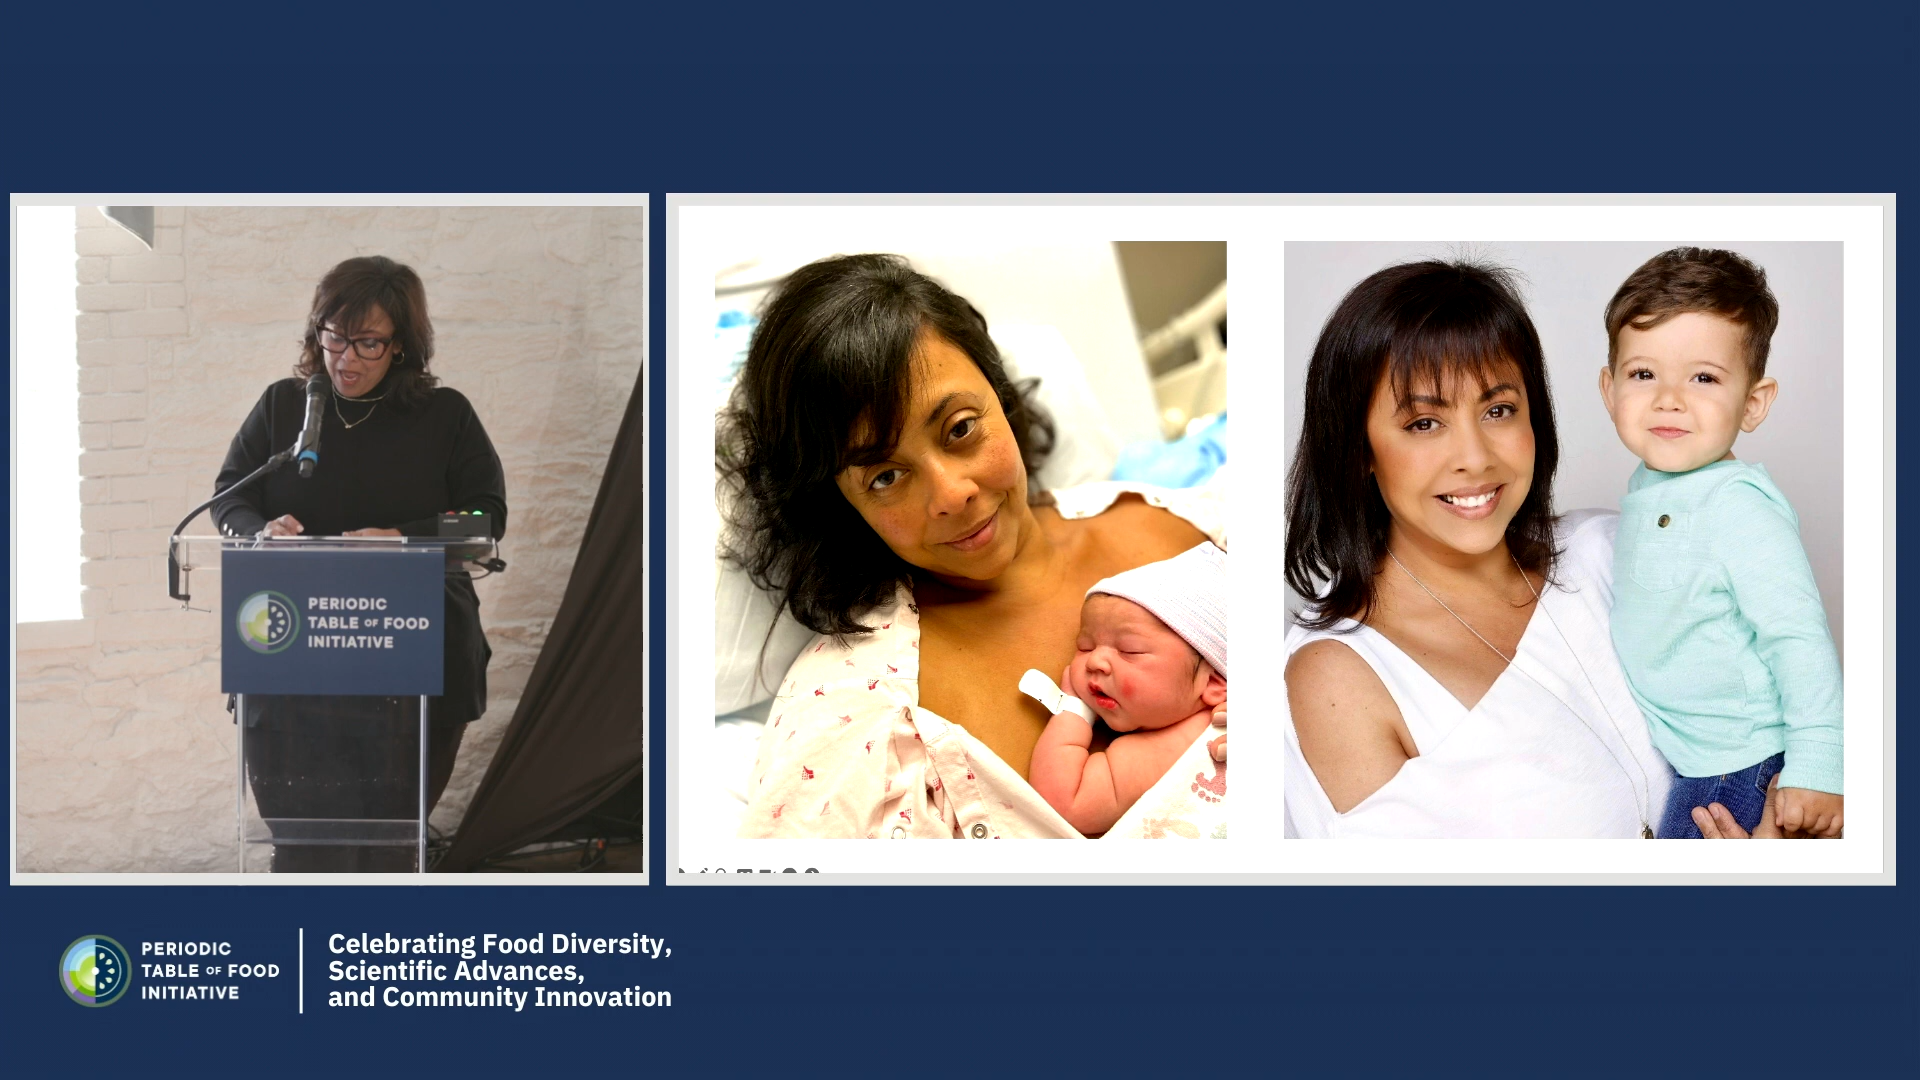 PERIODIC
TABLE OF FOOD
INITIATIVE
PERIODIC
TABLE OF FOOD
INITIATIVE
Celebrating Food Diversity,
Scientific Advances,
and Community Innovation